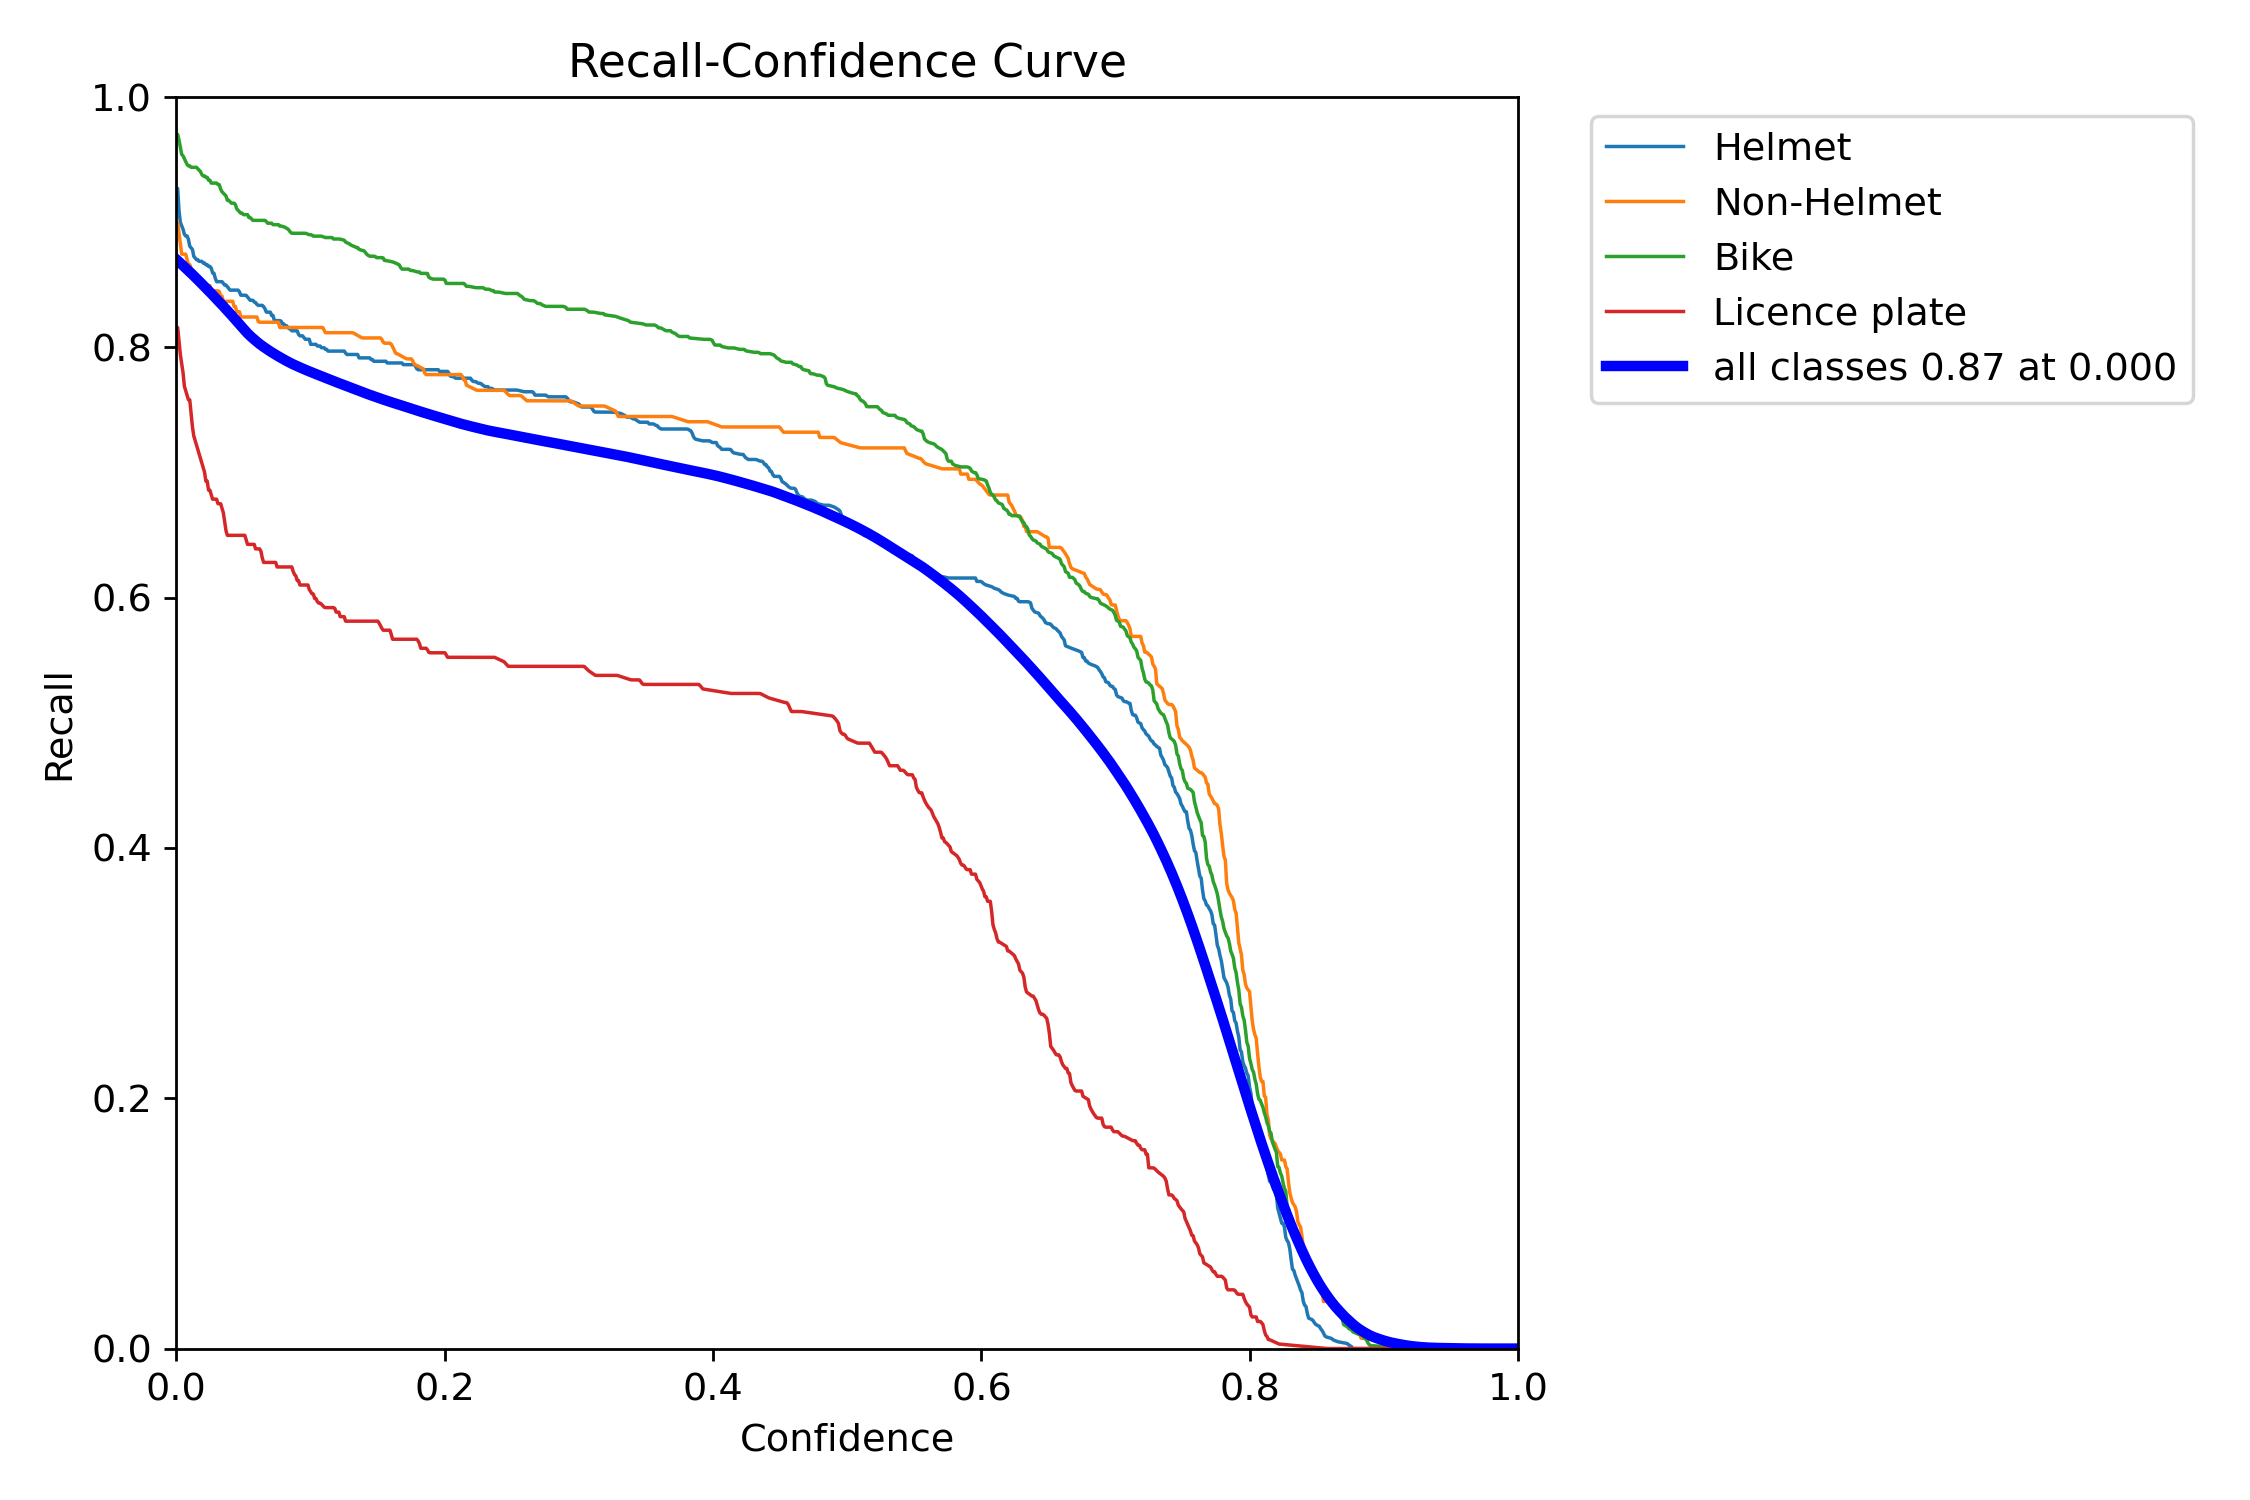 Recall-Confidence Curve
1.0
0.8
0.6
0.4
0.2
0.0
Recall
0.0 0.2 0.4 0.6 0.8 1.0
Confidence
Helmet
Non-Helmet
Bike
Licence plate
all classes 0.87 at 0.000